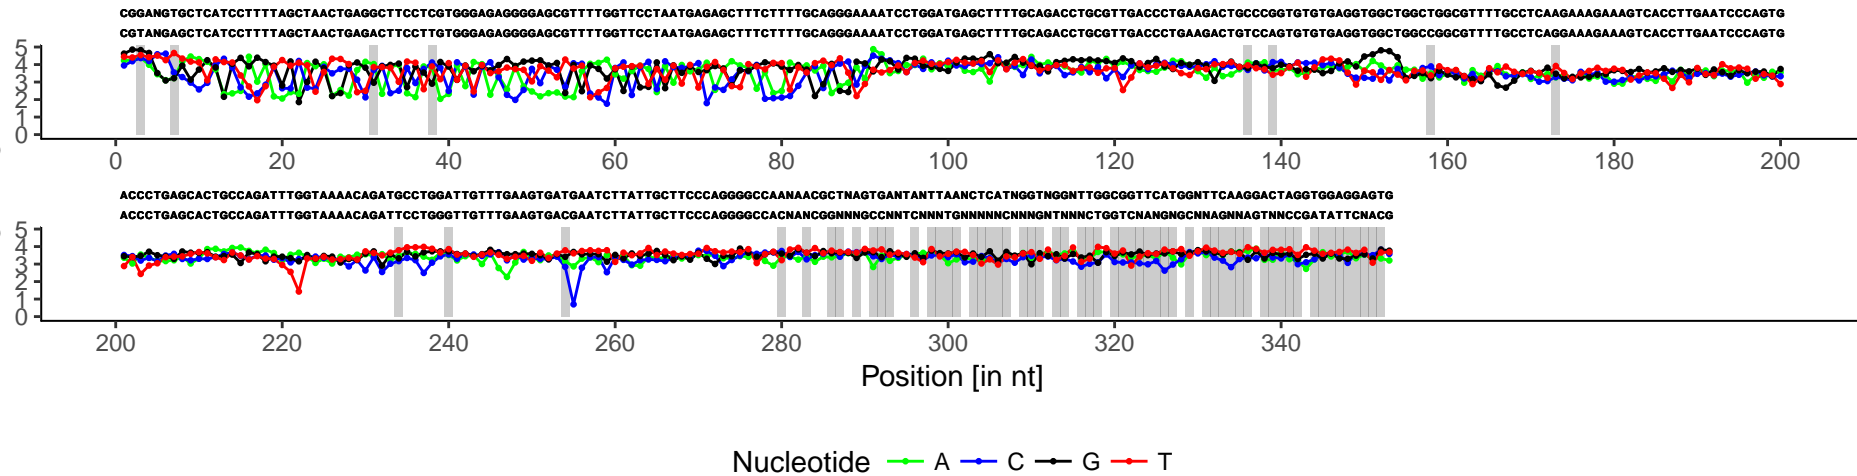 CGGANGTGCTCATCCTTTTAGCTAACTGAGGCTTCCTCGTGGGAGAGGGGAGCGTTTTGGTTCCTAATGAGAGCTTTCTTTTGCAGGGAAAATCCTGGATGAGCTTTTGCAGACCTGCGTTGACCCTGAAGACTGCCCGGTGTGTGAGGTGGCTGGCTGGCGTTTTGCCTCAAGAAAGAAAGTCACCTTGAATCCCAGTG
CGTANGAGCTCATCCTTTTAGCTAACTGAGACTTCCTTGTGGGAGAGGGGAGCGTTTTGGTTCCTAATGAGAGCTTTCTTTTGCAGGGAAAATCCTGGATGAGCTTTTGCAGACCTGCGTTGACCCTGAAGACTGTCCAGTGTGTGAGGTGGCTGGCCGGCGTTTTGCCTCAGGAAAGAAAGTCACCTTGAATCCCAGTG
5
4
3
2
1
0
0 20 40 60 80 100 120 140 160 180 200
ACCCTGAGCACTGCCAGATTTGGTAAAACAGATGCCTGGATTGTTTGAAGTGATGAATCTTATTGCTTCCCAGGGGCCAANAACGCTNAGTGANTANTTAANCTCATNGGTNGGNTTGGCGGTTCATGGNTTCAAGGACTAGGTGGAGGAGTG
ACCCTGAGCACTGCCAGATTTGGTAAAACAGATTCCTGGGTTGTTTGAAGTGACGAATCTTATTGCTTCCCAGGGGCCACNANCGGNNNGCCNNTCNNNTGNNNNNCNNNGNTNNNCTGGTCNANGNGCNNAGNNAGTNNCCGATATTCNACG
5
4
3
2
1
0
200 220 240 260 280 300 320 340
Position [in nt]
Nucleotide A C G T